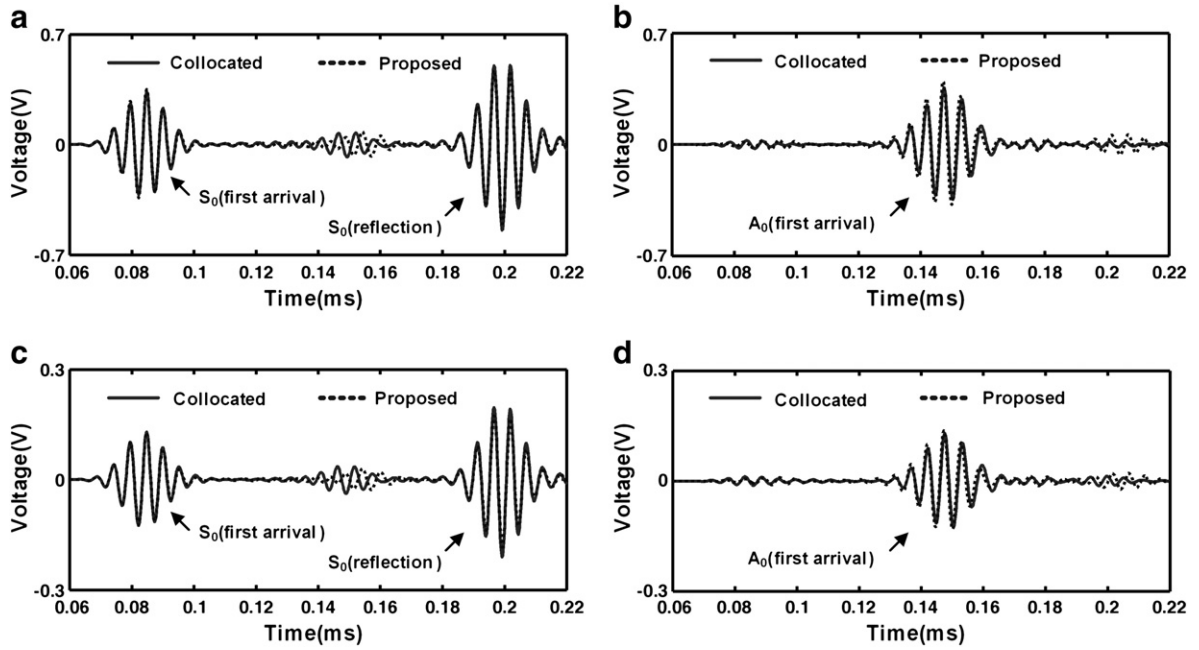 a
0.7
Collocated Proposed
Voltage(V)
0
S₀(first arrival)
S₀(reflection)
-0.7
0.06 0.08 0.1 0.12 0.14 0.16 0.18 0.2 0.22
Time(ms)
b
0.7
Collocated Proposed
Voltage(V)
0
A₀(first arrival)
-0.7
0.06 0.08 0.1 0.12 0.14 0.16 0.18 0.2 0.22
Time(ms)
c
0.3
Collocated Proposed
Voltage(V)
0
S₀(first arrival)
S₀(reflection)
-0.3
0.06 0.08 0.1 0.12 0.14 0.16 0.18 0.2 0.22
Time(ms)
d
0.3
Collocated Proposed
Voltage(V)
0
A₀(first arrival)
-0.3
0.06 0.08 0.1 0.12 0.14 0.16 0.18 0.2 0.22
Time(ms)